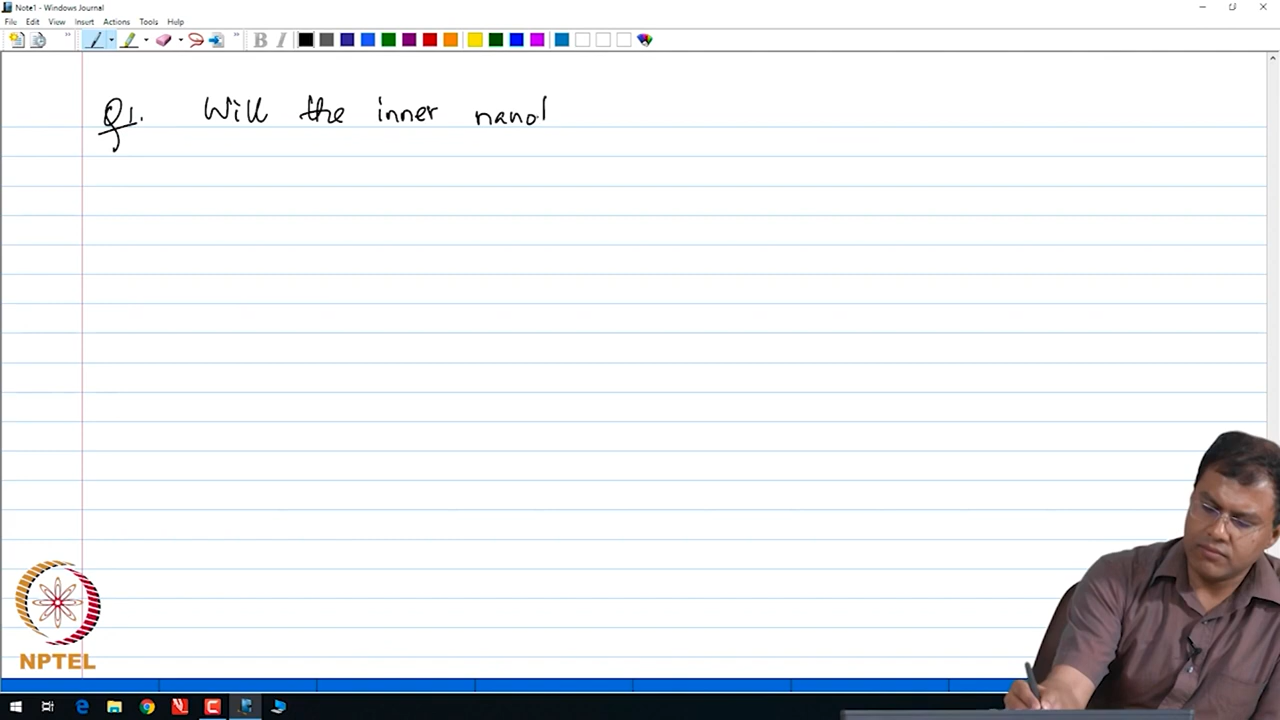 Note1 - Windows Journal
File Edit View Insert Actions Tools Help
B I
Q1. Will the inner nanol
NPTEL